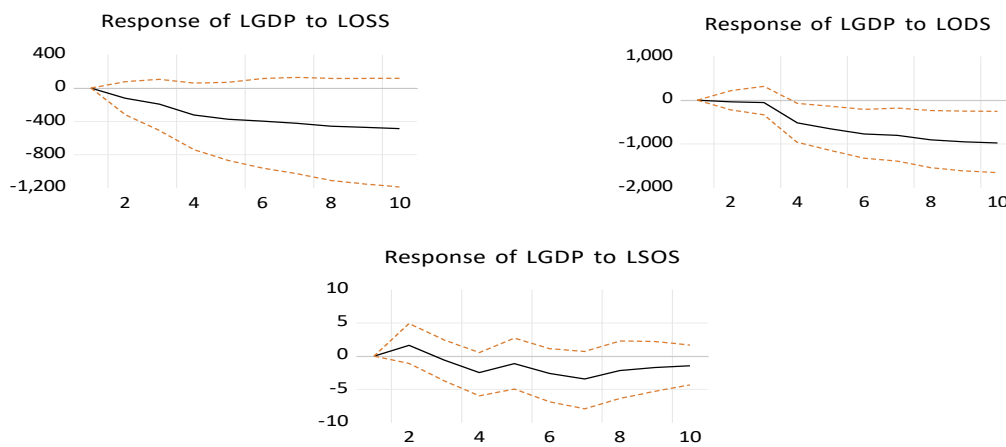 Response of LGDP to LOSS
400
0
-400
-800
-1,200
2 4 6 8 10
Response of LGDP to LODS
1,000
0
-1,000
-2,000
2 4 6 8 10
Response of LGDP to LSOS
10
5
0
-5
-10
2 4 6 8 10